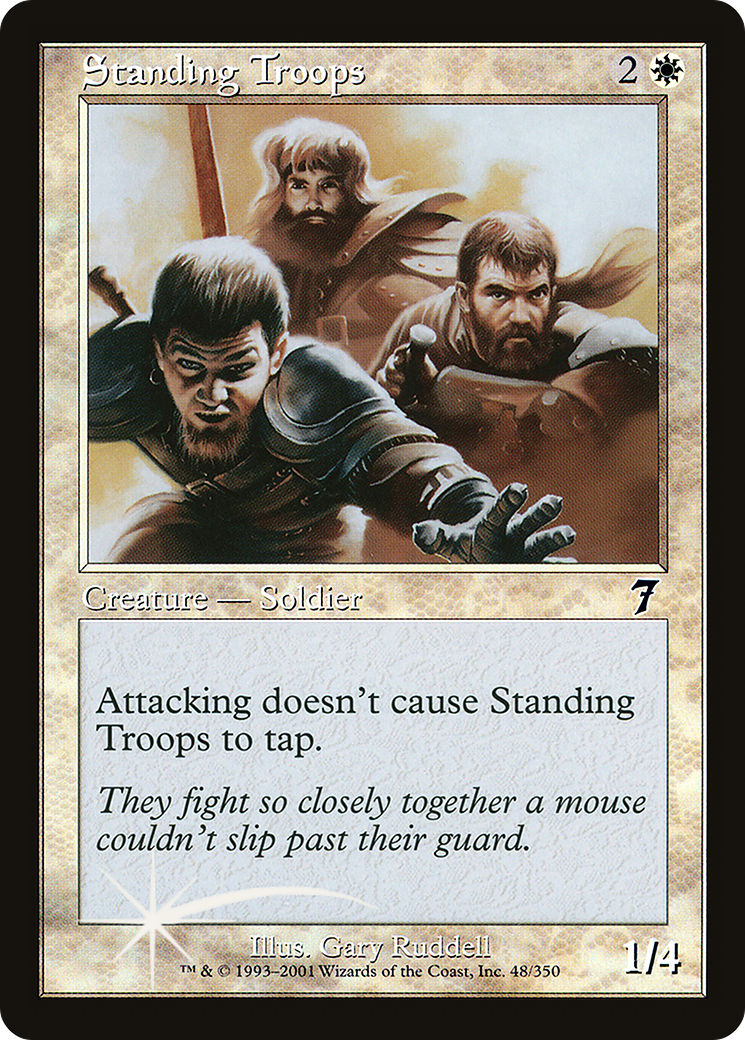 Standing Troops 2
Creature — Soldier 7
Attacking doesn't cause Standing
Troops to tap.
They fight so closely together a mouse
couldn't slip past their guard.
Illus. Gary Ruddell
™ & © 1993–2001 Wizards of the Coast, Inc. 48/350
1/4